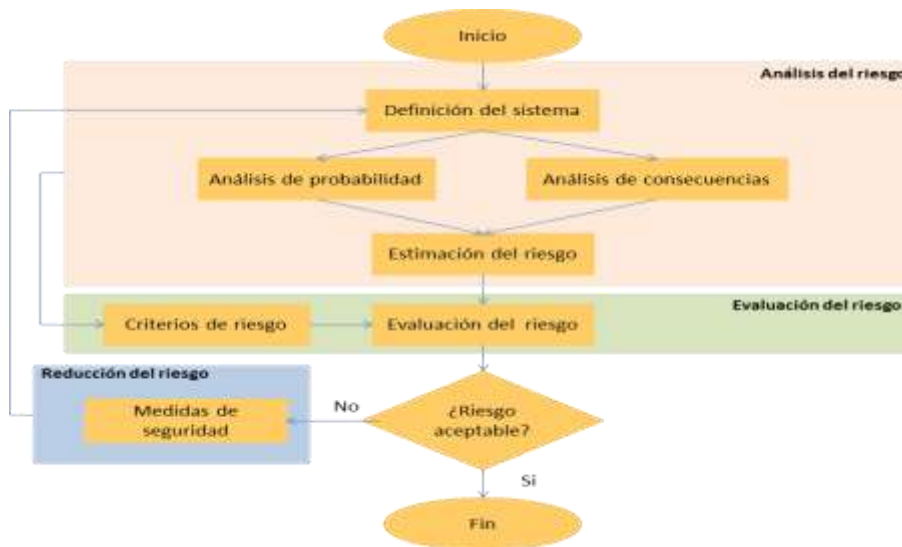 Inicio
Análisis del riesgo
Definición del sistema
Análisis de probabilidad
Análisis de consecuencias
Estimación del riesgo
Evaluación del riesgo
Criterios de riesgo
Evaluación del riesgo
Reducción del riesgo
No
¿Riesgo
aceptable?
Medidas de
seguridad
Si
Fin